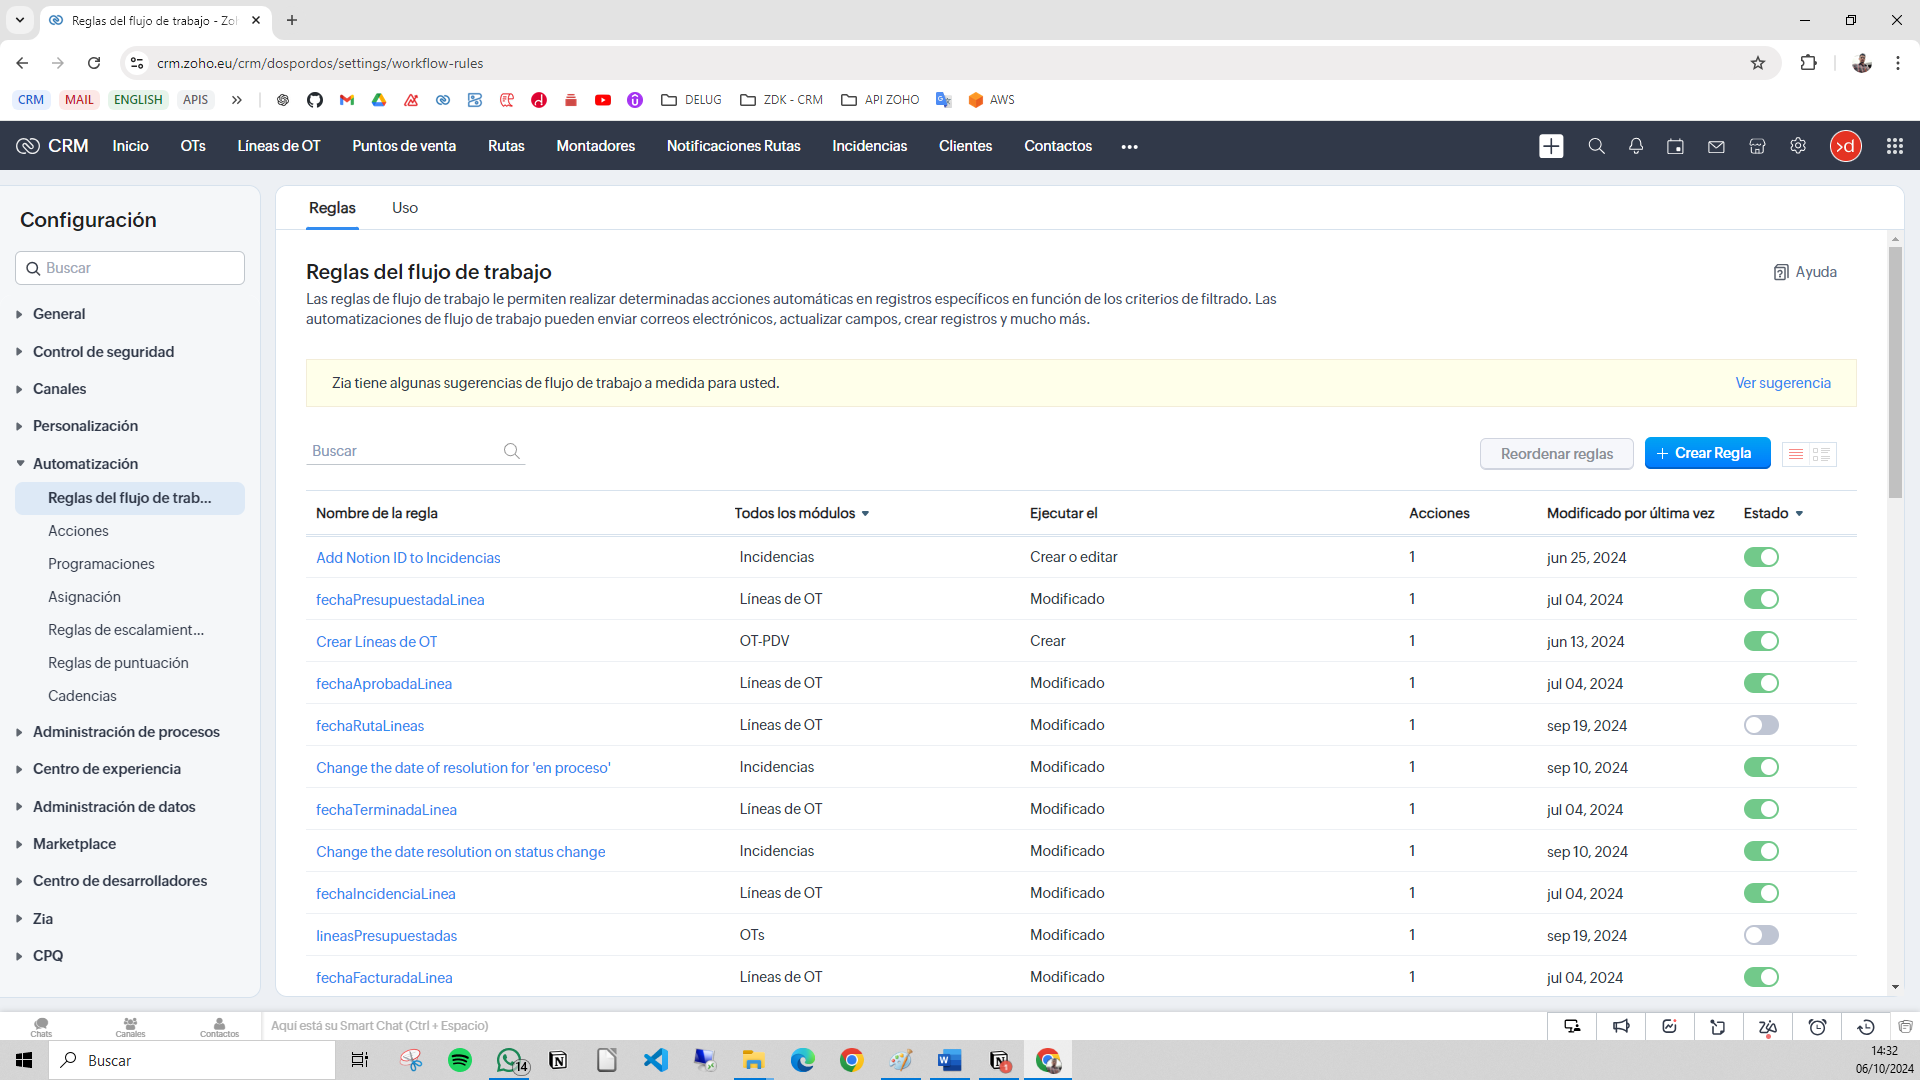 Reglas del flujo de trabajo - Zo
crm.zoho.eu/crm/dospordos/settings/workflow-rules
CRM MAIL ENGLISH APIS DELUG ZDK - CRM API ZOHO AWS
CRM Inicio OTs Líneas de OT Puntos de venta Rutas Montadores Notificaciones Rutas Incidencias Clientes Contactos
Configuración
Buscar
General
Control de seguridad
Canales
Personalización
Automatización
Reglas del flujo de trab...
Acciones
Programaciones
Asignación
Reglas de escalamient...
Reglas de puntuación
Cadencias
Administración de procesos
Centro de experiencia
Administración de datos
Marketplace
Centro de desarrolladores
Zia
CPQ
Reglas Uso
Reglas del flujo de trabajo
Ayuda
Las reglas de flujo de trabajo le permiten realizar determinadas acciones automáticas en registros específicos en función de los criterios de filtrado. Las
automatizaciones de flujo de trabajo pueden enviar correos electrónicos, actualizar campos, crear registros y mucho más.
Zia tiene algunas sugerencias de flujo de trabajo a medida para usted. Ver sugerencia
Buscar Reordenar reglas + Crear Regla
Nombre de la regla Todos los módulos Ejecutar el Acciones Modificado por última vez Estado
Add Notion ID to Incidencias Incidencias Crear o editar 1 jun 25, 2024
fechaPresupuestadaLinea Líneas de OT Modificado 1 jul 04, 2024
Crear Líneas de OT OT-PDV Crear 1 jun 13, 2024
fechaAprobadaLinea Líneas de OT Modificado 1 jul 04, 2024
fechaRutaLineas Líneas de OT Modificado 1 sep 19, 2024
Change the date of resolution for 'en proceso' Incidencias Modificado 1 sep 10, 2024
fechaTerminadaLinea Líneas de OT Modificado 1 jul 04, 2024
Change the date resolution on status change Incidencias Modificado 1 sep 10, 2024
fechaIncidenciaLinea Líneas de OT Modificado 1 jul 04, 2024
lineasPresupuestadas OTs Modificado 1 sep 19, 2024
fechaFacturadaLinea Líneas de OT Modificado 1 jul 04, 2024
Chats Canales Contactos Aquí está su Smart Chat (Ctrl + Espacio)
Buscar
14
1
14:32
06/10/2024